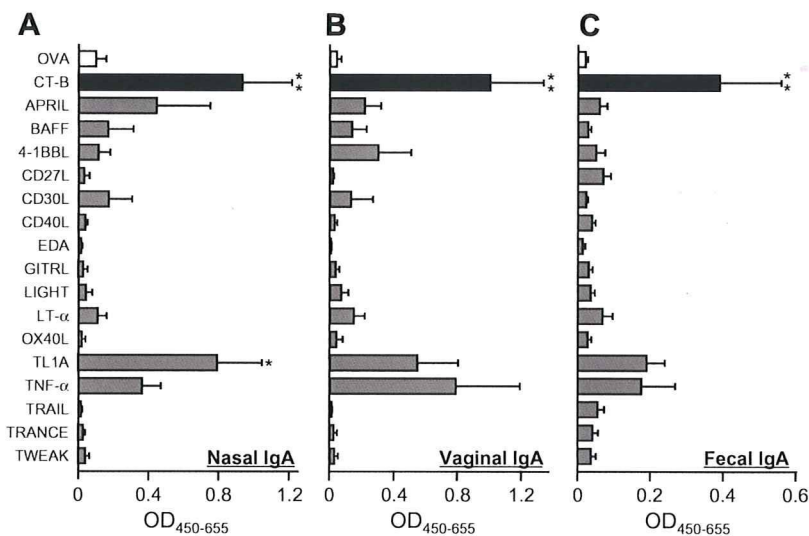 A B C
OVA
CT-B
APRIL
BAFF
4-1BBL
CD27L
CD30L
CD40L
EDA
GITRL
LIGHT
LT-α
OX40L
TL1A
TNF-α
TRAIL
TRANCE
TWEAK
* * * * * *
*
Nasal IgA Vaginal IgA Fecal IgA
0 0.4 0.8 1.2 0 0.4 0.8 1.2 0 0.2 0.4 0.6
OD450-655 OD450-655 OD450-655